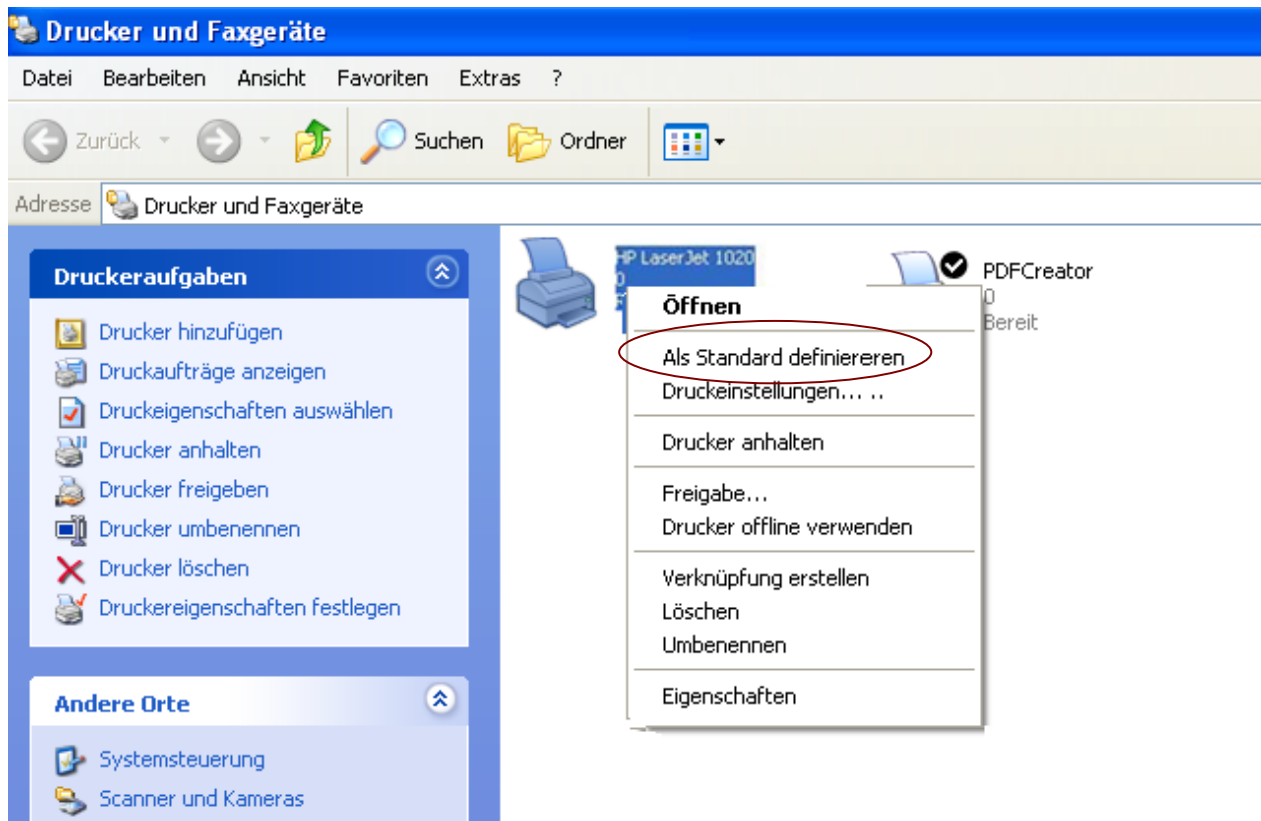 Drucker und Faxgeräte
Datei Bearbeiten Ansicht Favoriten Extras ?
Zurück Suchen Ordner
Adresse Drucker und Faxgeräte
Druckeraufgaben
Drucker hinzufügen
Druckaufträge anzeigen
Druckeigenschaften auswählen
Drucker anhalten
Drucker freigeben
Drucker umbenennen
Drucker löschen
Druckereigenschaften festlegen
Andere Orte
Systemsteuerung
Scanner und Kameras
HP LaserJet 1020
0
Öffnen
Als Standard definiereren
Druckeinstellungen... ..
Drucker anhalten
Freigabe...
Drucker offline verwenden
Verknüpfung erstellen
Löschen
Umbenennen
Eigenschaften
PDFCreator
0
Bereit